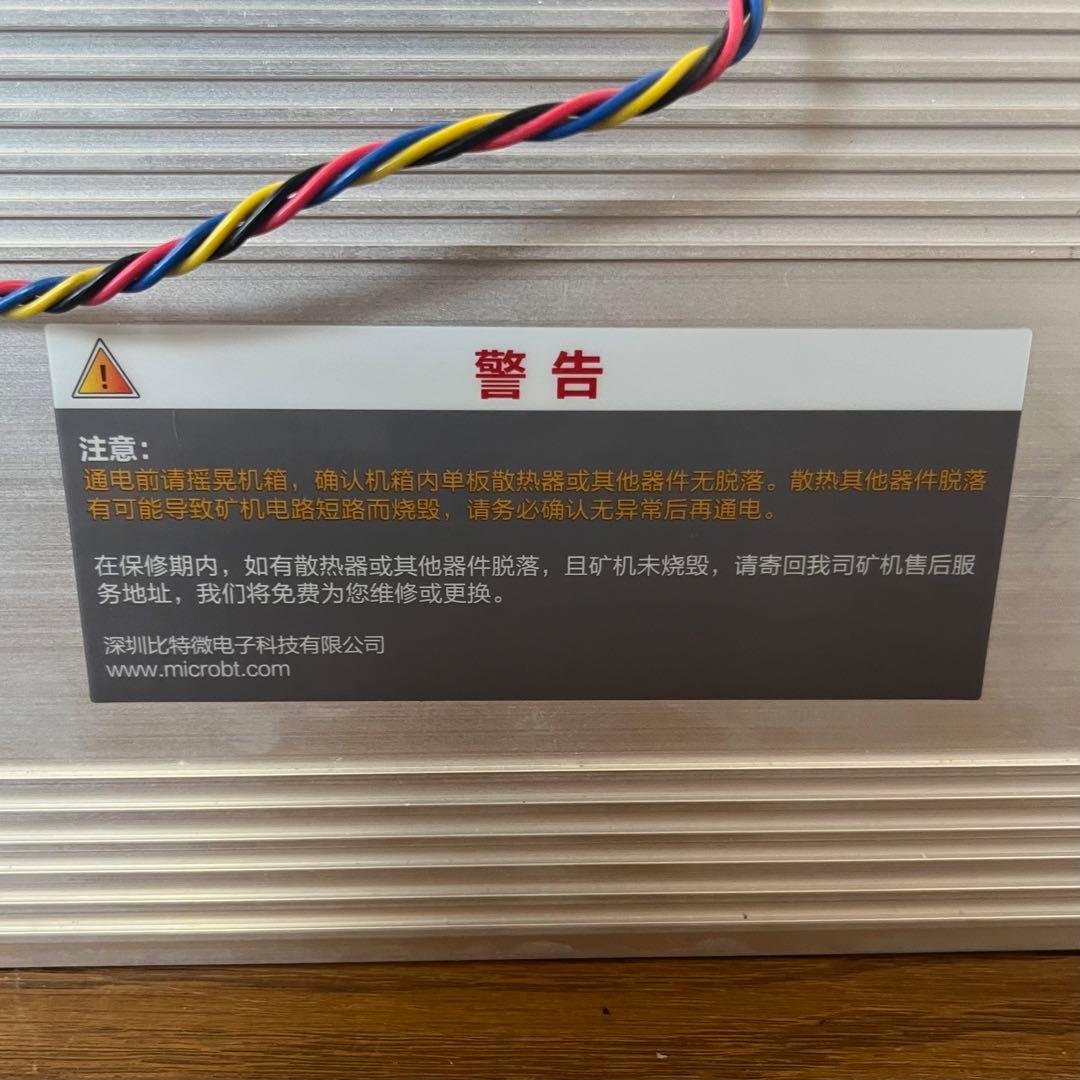 警告
注意：
通电前请摇晃机箱，确认机箱内单板散热器或其他器件无脱落。散热其他器件脱落
有可能导致矿机电路短路而烧毁，请务必确认无异常后再通电。
在保修期内，如有散热器或其他器件脱落，且矿机未烧毁，请寄回我司矿机售后服
务地址，我们将免费为您维修或更换。
深圳比特微电子科技有限公司
www.microbt.com